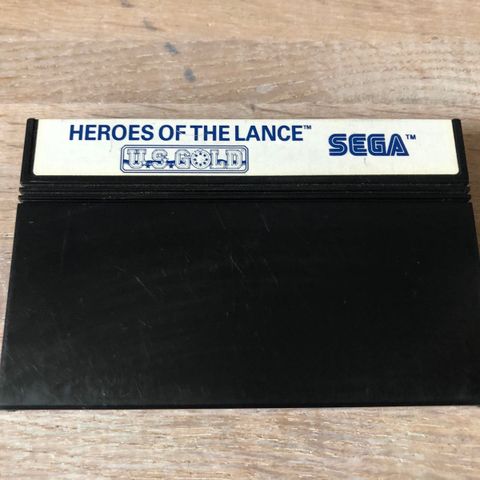 HEROES OF THE LANCE™
U.S. GOLD
SEGA™